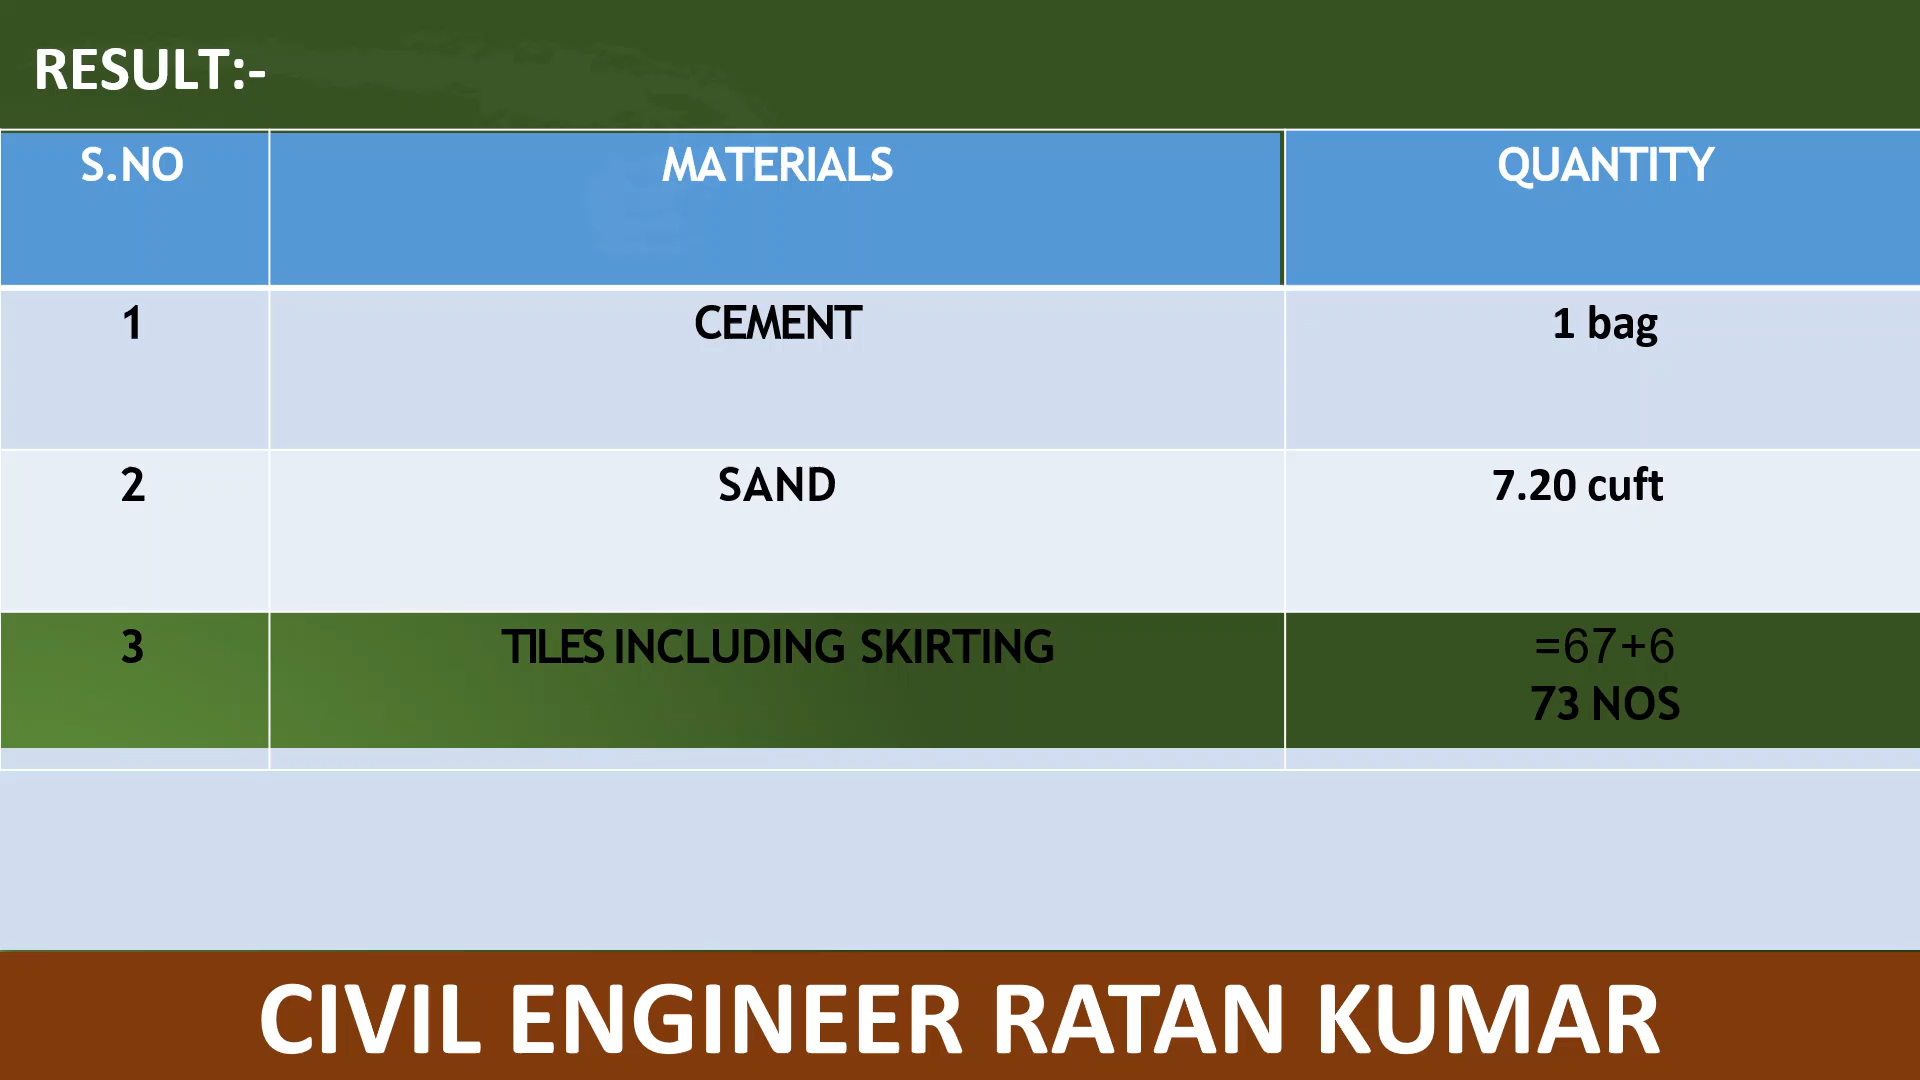 RESULT:-
S.NO MATERIALS QUANTITY
1 CEMENT 1 bag
2 SAND 7.20 cuft
3 TILES INCLUDING SKIRTING =67+6
73 NOS
CIVIL ENGINEER RATAN KUMAR